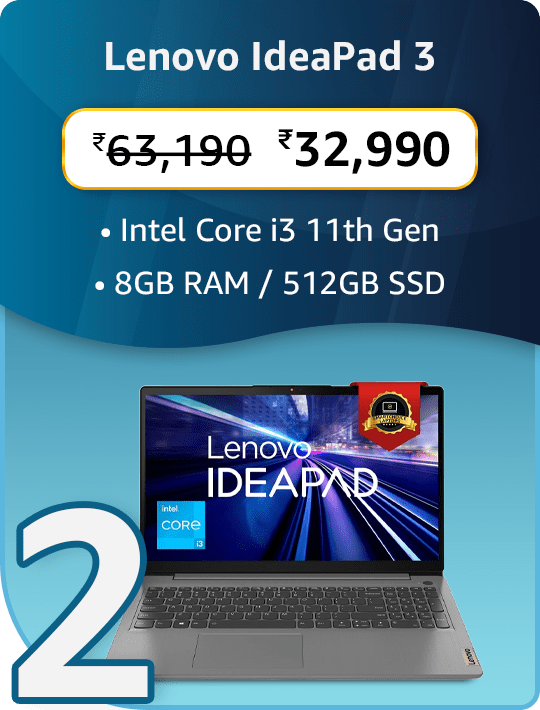 Lenovo IdeaPad 3
₹63,190 ₹32,990
• Intel Core i3 11th Gen
• 8GB RAM / 512GB SSD
Lenovo
IDEAPAD
intel
CORE
i3
Lenovo
2